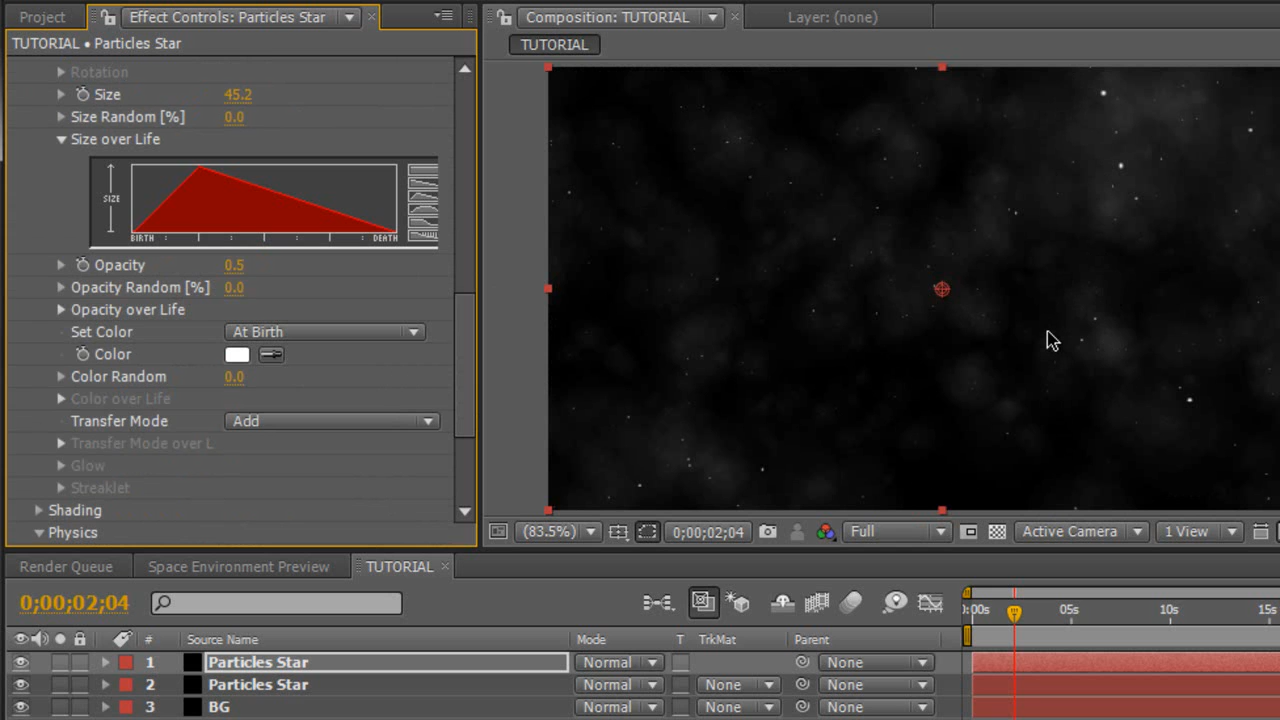 Project Effect Controls: Particles Star Composition: TUTORIAL Layer: (none)
TUTORIAL • Particles Star TUTORIAL
Rotation
Size 45.2
Size Random [%] 0.0
Size over Life
SIZE
BIRTH DEATH
Opacity 0.5
Opacity Random [%] 0.0
Opacity over Life
Set Color At Birth
Color
Color Random 0.0
Color over Life
Transfer Mode Add
Transfer Mode over L
Glow
Streaklet
Shading
Physics
(83.5%) 0;00;02;04 Full Active Camera 1 View
Render Queue Space Environment Preview TUTORIAL
0;00;02;04 0:00s 05s 10s 15s
# Source Name Mode T TrkMat Parent
1 Particles Star Normal None
2 Particles Star Normal None None
3 BG Normal None None